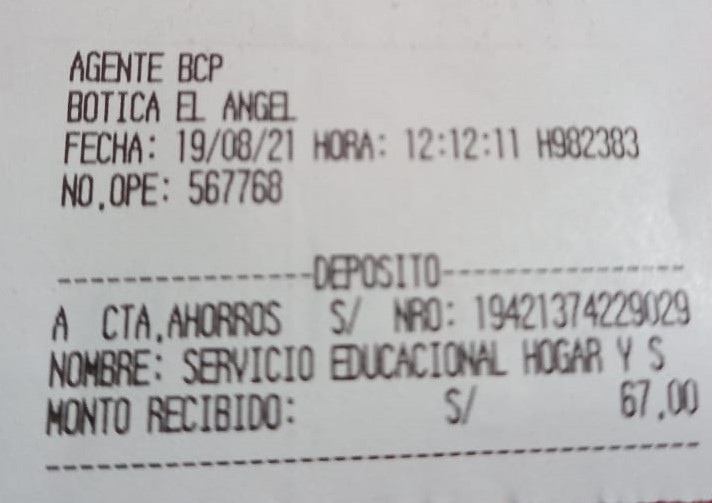 AGENTE BCP
BOTICA EL ANGEL
FECHA: 19/08/21 HORA: 12:12:11 H982383
NO.OPE: 567768
----------------DEPOSITO----------------
A CTA.AHORROS S/ NRO: 19421374229029
NOMBRE: SERVICIO EDUCACIONAL HOGAR Y S
MONTO RECIBIDO: S/ 67.00